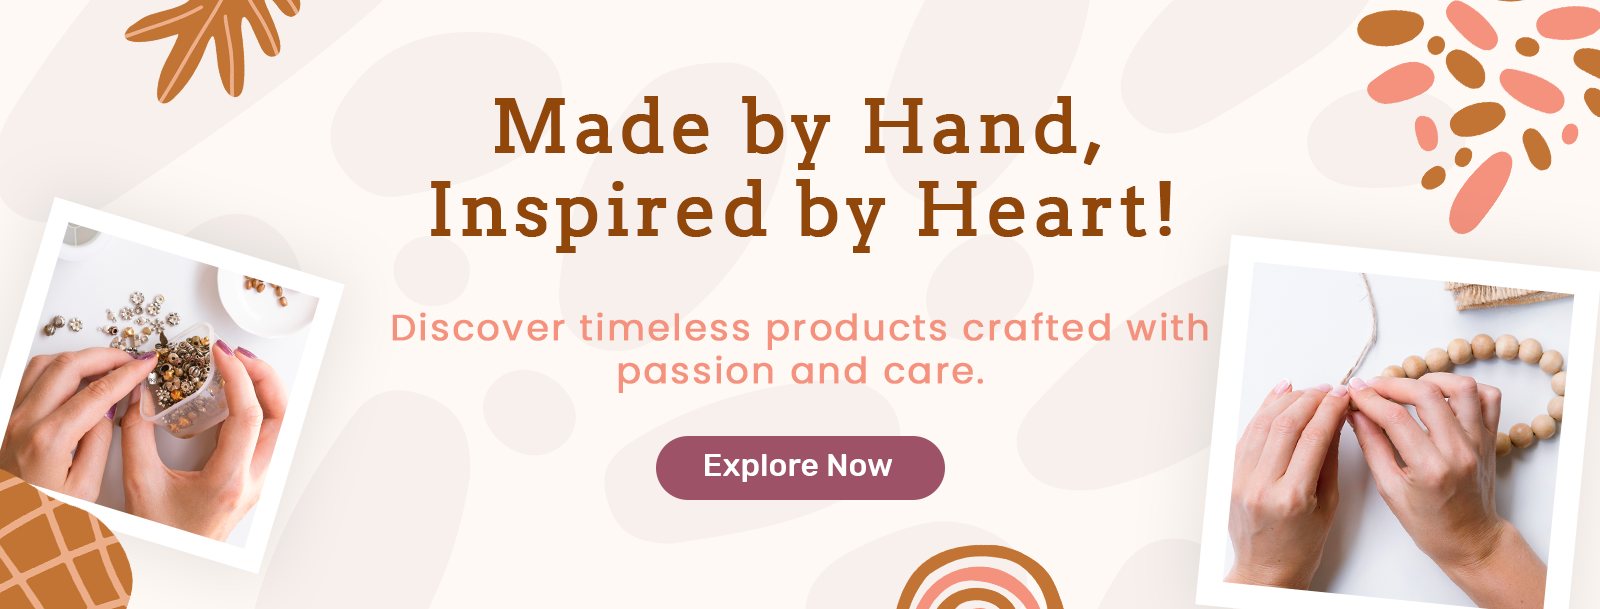 Made by Hand,
Inspired by Heart!
Discover timeless products crafted with
passion and care.
Explore Now